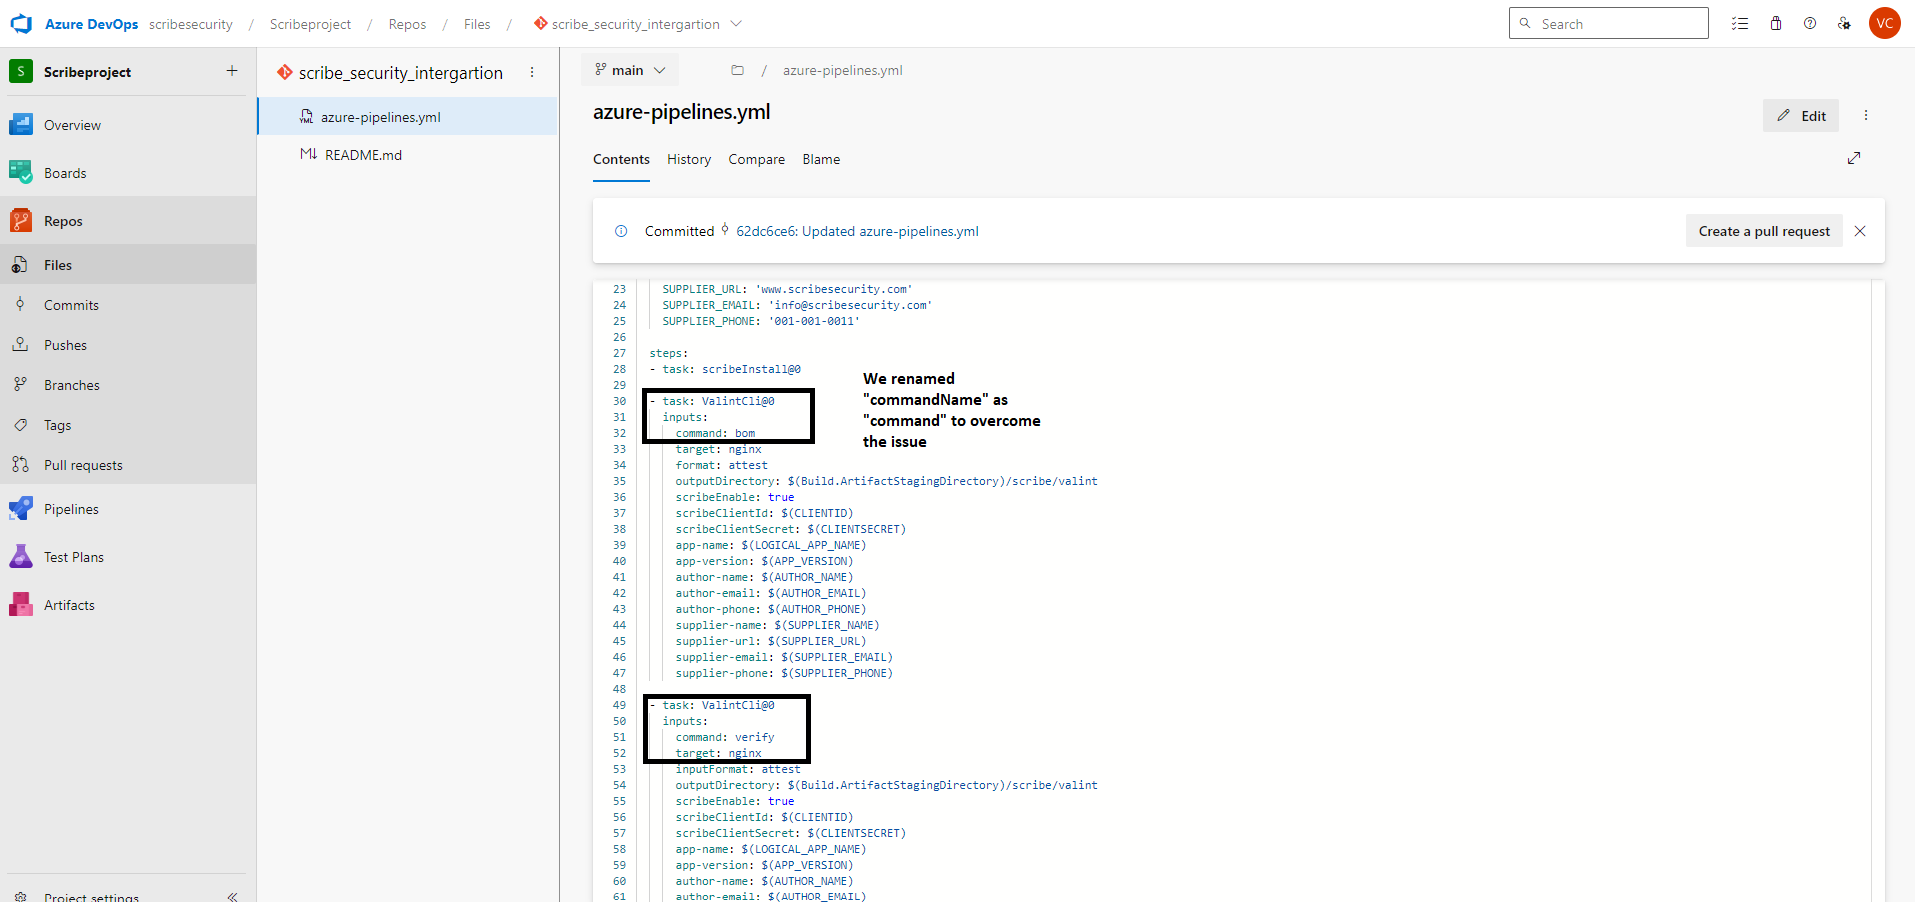 Azure DevOps scribesecurity / Scribeproject / Repos / Files / scribe_security_intergartion
Search
VC
S Scribeproject
Overview
Boards
Repos
Files
Commits
Pushes
Branches
Tags
Pull requests
Pipelines
Test Plans
Artifacts
Project settings
scribe_security_intergartion
YML azure-pipelines.yml
README.md
main / azure-pipelines.yml
azure-pipelines.yml
Edit
Contents History Compare Blame
Committed 62dc6ce6: Updated azure-pipelines.yml
Create a pull request
23 SUPPLIER_URL: 'www.scribesecurity.com'
24 SUPPLIER_EMAIL: 'info@scribesecurity.com'
25 SUPPLIER_PHONE: '001-001-0011'
26
27 steps:
28 - task: scribeInstall@0
29
30 - task: ValintCli@0
31 inputs:
32 command: bom
33 target: nginx
34 format: attest
35 outputDirectory: $(Build.ArtifactStagingDirectory)/scribe/valint
36 scribeEnable: true
37 scribeClientId: $(CLIENTID)
38 scribeClientSecret: $(CLIENTSECRET)
39 app-name: $(LOGICAL_APP_NAME)
40 app-version: $(APP_VERSION)
41 author-name: $(AUTHOR_NAME)
42 author-email: $(AUTHOR_EMAIL)
43 author-phone: $(AUTHOR_PHONE)
44 supplier-name: $(SUPPLIER_NAME)
45 supplier-url: $(SUPPLIER_URL)
46 supplier-email: $(SUPPLIER_EMAIL)
47 supplier-phone: $(SUPPLIER_PHONE)
48
49 - task: ValintCli@0
50 inputs:
51 command: verify
52 target: nginx
53 inputFormat: attest
54 outputDirectory: $(Build.ArtifactStagingDirectory)/scribe/valint
55 scribeEnable: true
56 scribeClientId: $(CLIENTID)
57 scribeClientSecret: $(CLIENTSECRET)
58 app-name: $(LOGICAL_APP_NAME)
59 app-version: $(APP_VERSION)
60 author-name: $(AUTHOR_NAME)
61 author-email: $(AUTHOR_EMAIL)
We renamed
"commandName" as
"command" to overcome
the issue